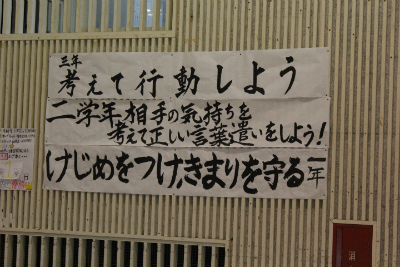 三年
考えて行動しよう
二学年相手の気持ちを
考えて正しい言葉遣いをしよう!
けじめをつけ,きまりを守る一年
消